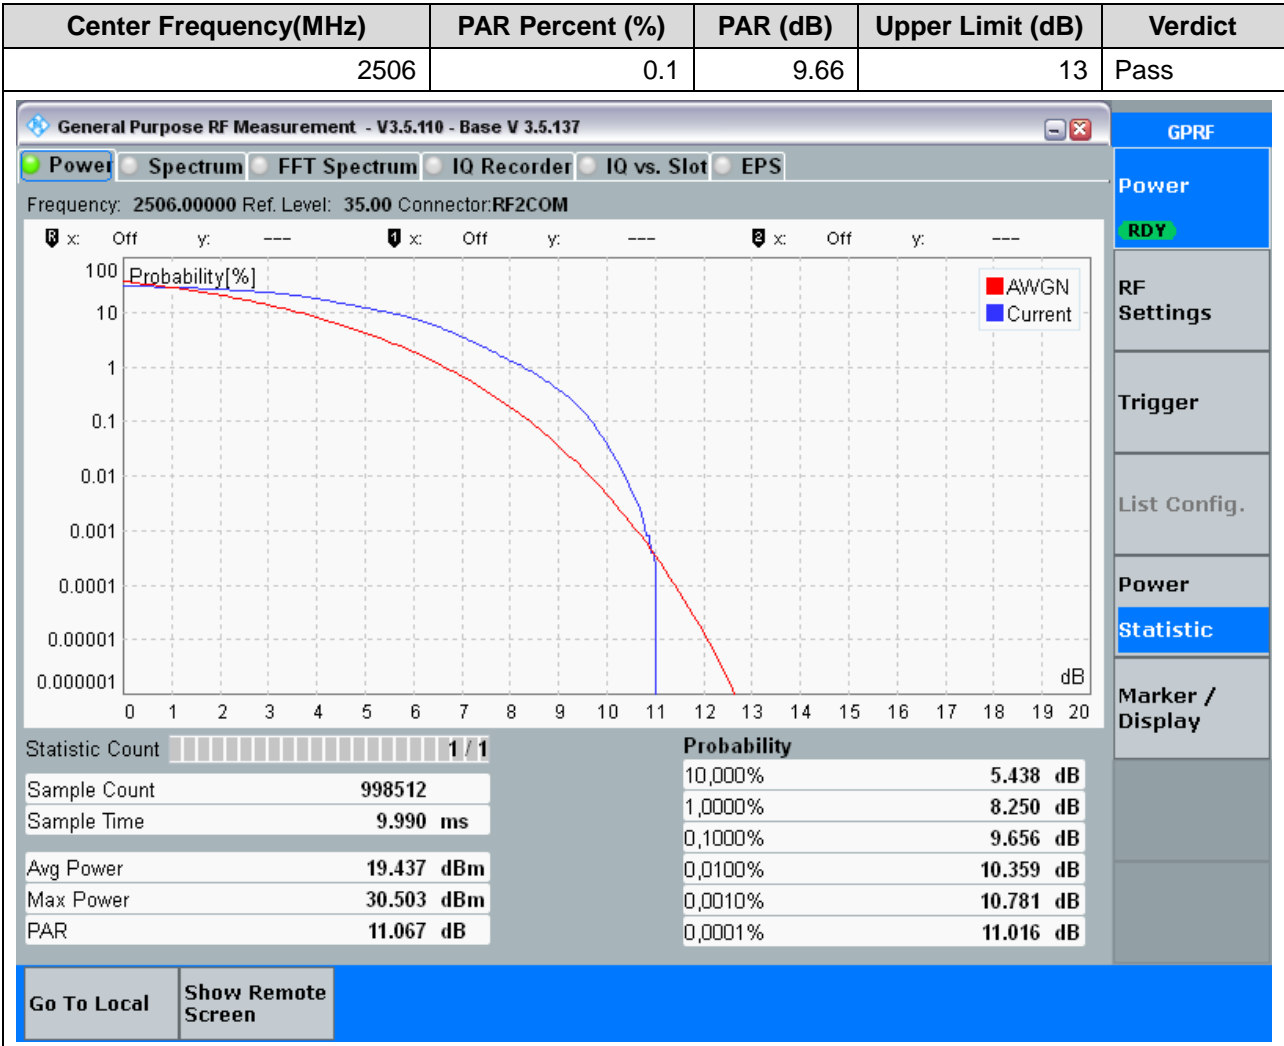 Center Frequency(MHz) PAR Percent (%) PAR (dB) Upper Limit (dB) Verdict
2506 0.1 9.66 13 Pass
General Purpose RF Measurement - V3.5.110 - Base V 3.5.137
GPRF
Power Spectrum FFT Spectrum IQ Recorder IQ vs. Slot EPS
Frequency: 2506.00000 Ref. Level: 35.00 Connector:RF2COM
R x: Off y: --- 1 x: Off y: --- 2 x: Off y: ---
Probability[%]
AWGN
Current
100
10
1
0.1
0.01
0.001
0.0001
0.00001
0.000001
dB
0 1 2 3 4 5 6 7 8 9 10 11 12 13 14 15 16 17 18 19 20
Statistic Count 1 / 1
Sample Count 998512
Sample Time 9.990 ms
Avg Power 19.437 dBm
Max Power 30.503 dBm
PAR 11.067 dB
Probability
10,000% 5.438 dB
1,0000% 8.250 dB
0,1000% 9.656 dB
0,0100% 10.359 dB
0,0010% 10.781 dB
0,0001% 11.016 dB
Power
RDY
RF
Settings
Trigger
List Config.
Power
Statistic
Marker /
Display
Go To Local
Show Remote
Screen